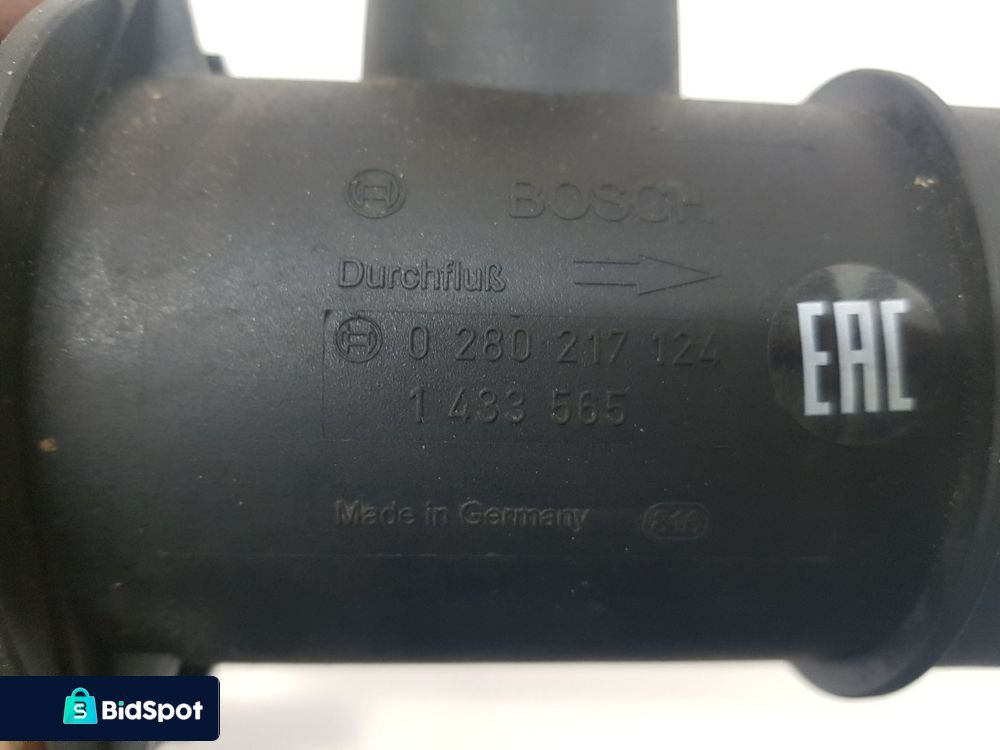 BOSCH
Durchfluß
0 280 217 124
1 433 565
Made in Germany
EAC
BidSpot